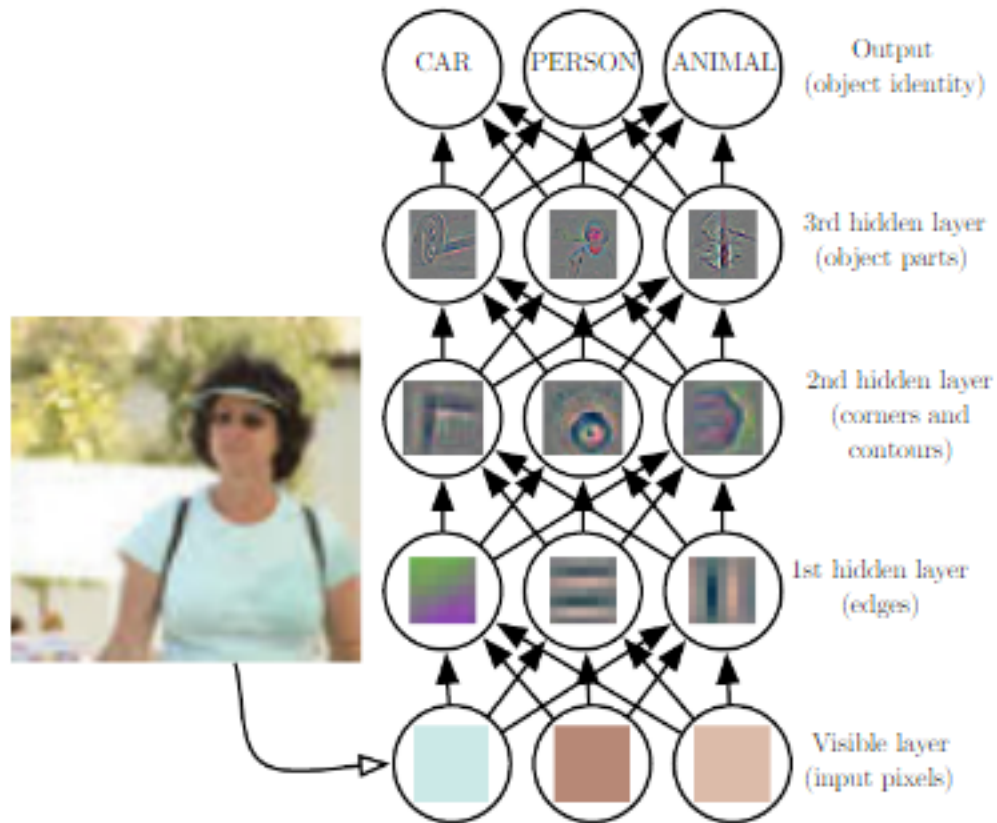 CAR PERSON ANIMAL
Output
(object identity)
3rd hidden layer
(object parts)
2nd hidden layer
(corners and
contours)
1st hidden layer
(edges)
Visible layer
(input pixels)